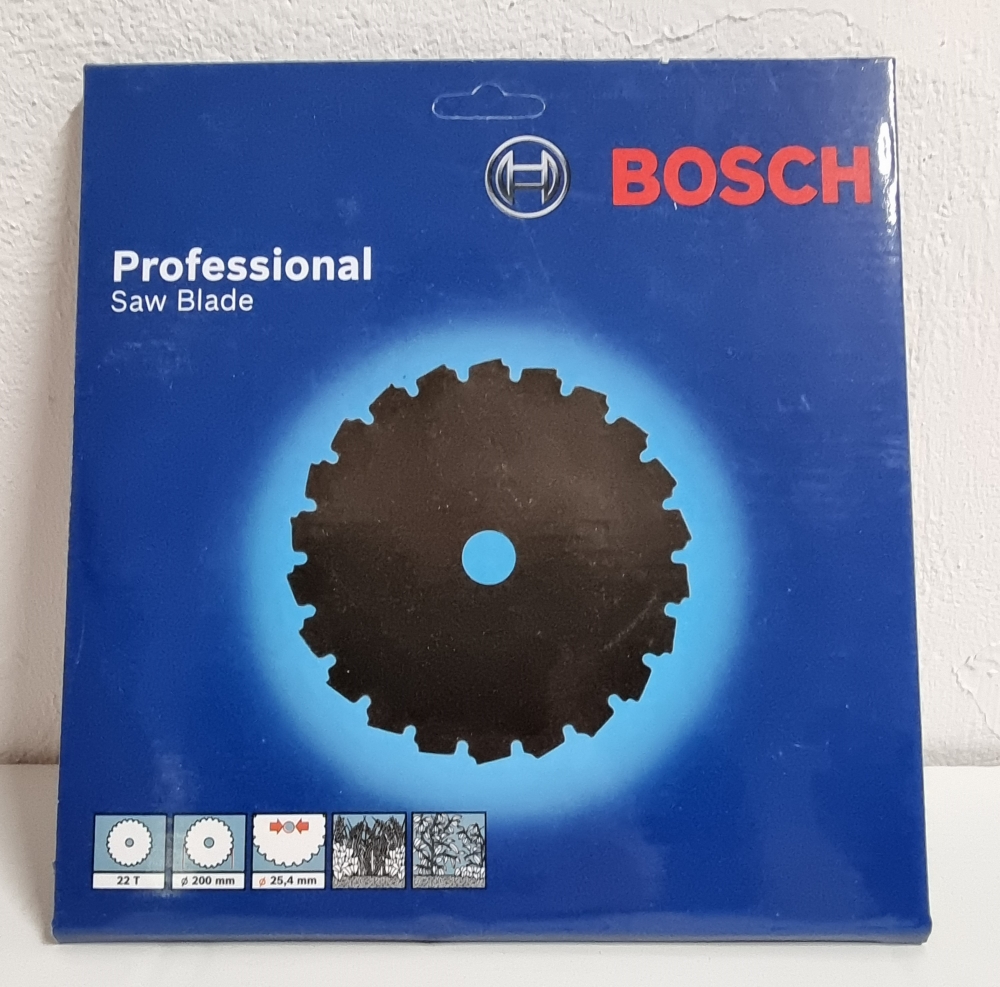 BOSCH
Professional
Saw Blade
22 T
ø 200 mm
ø 25,4 mm